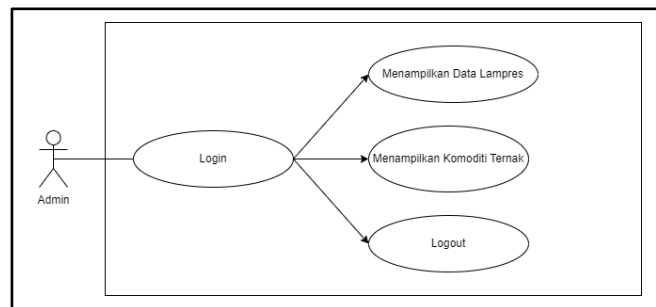 Menampilkan Data Lampres
Login
Menampilkan Komoditi Ternak
Admin
Logout